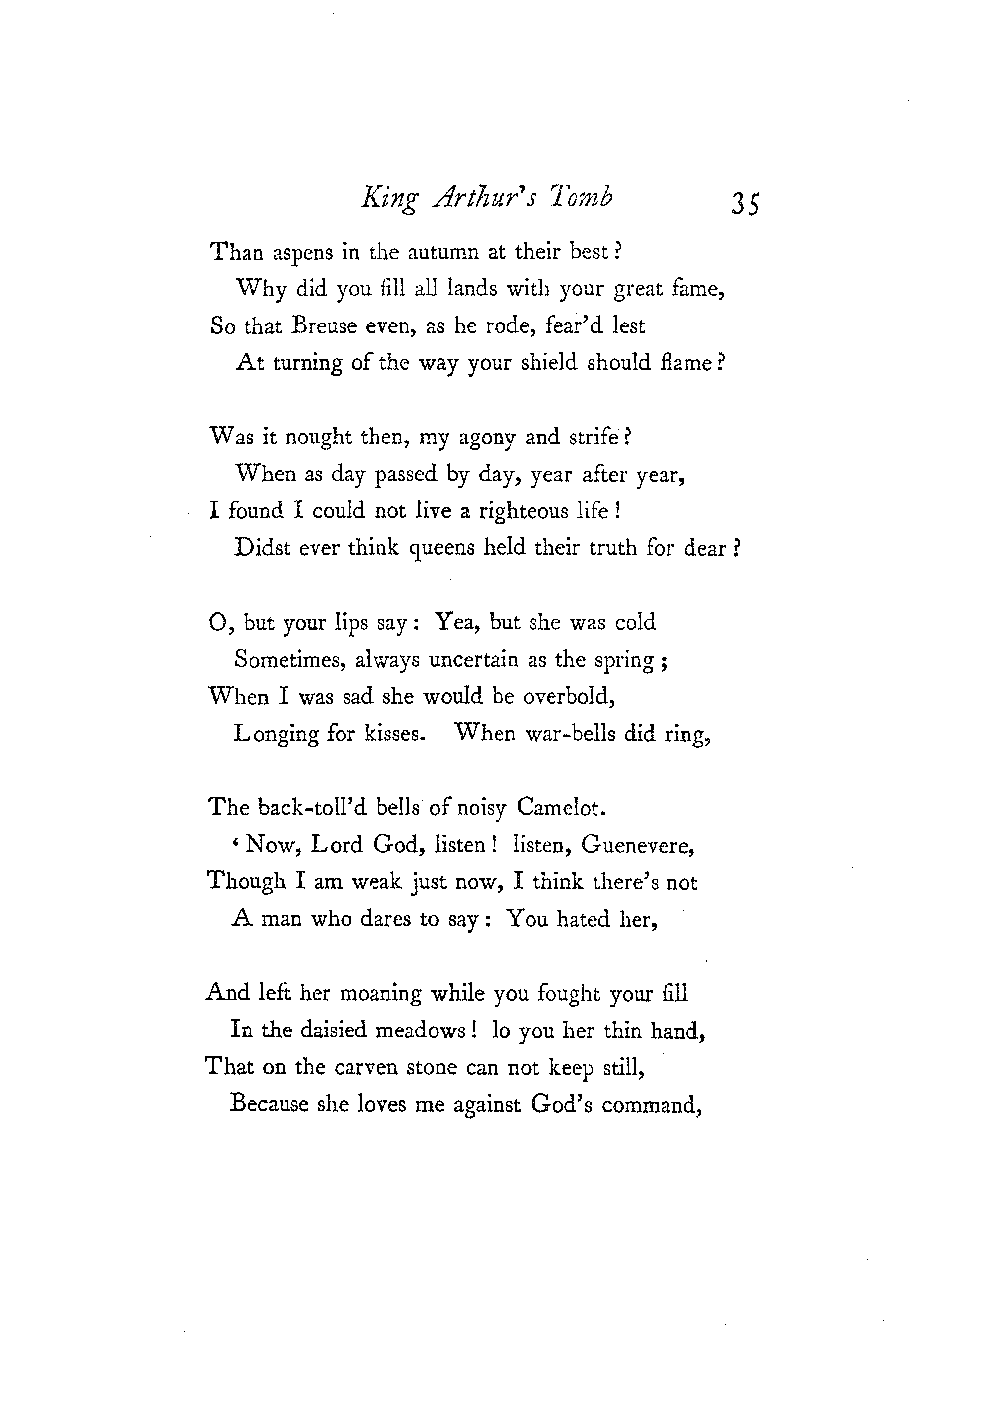 King Arthur's Tomb 35
Than aspens in the autumn at their best?
Why did you fill all lands with your great fame,
So that Breuse even, as he rode, fear'd lest
At turning of the way your shield should flame?
Was it nought then, my agony and strife?
When as day passed by day, year after year,
I found I could not live a righteous life!
Didst ever think queens held their truth for dear?
O, but your lips say: Yea, but she was cold
Sometimes, always uncertain as the spring;
When I was sad she would be overbold,
Longing for kisses. When war-bells did ring,
The back-toll'd bells of noisy Camelot.
‘Now, Lord God, listen! listen, Guenevere,
Though I am weak just now, I think there's not
A man who dares to say: You hated her,
And left her moaning while you fought your fill
In the daisied meadows! lo you her thin hand,
That on the carven stone can not keep still,
Because she loves me against God's command,